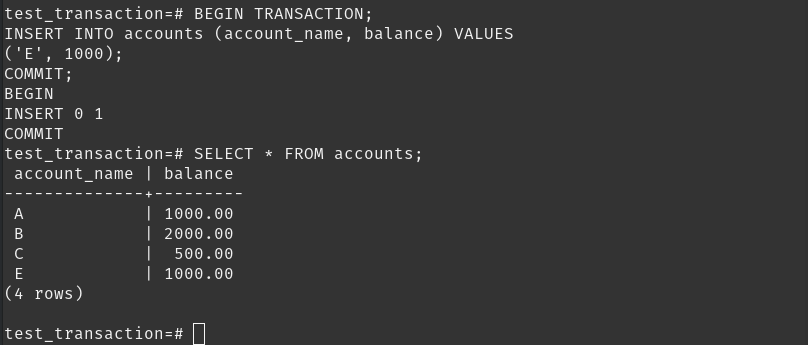 test_transaction=# BEGIN TRANSACTION;
INSERT INTO accounts (account_name, balance) VALUES
('E', 1000);
COMMIT;
BEGIN
INSERT 0 1
COMMIT
test_transaction=# SELECT * FROM accounts;
 account_name | balance
--------------+---------
 A            | 1000.00
 B            | 2000.00
 C            |  500.00
 E            | 1000.00
(4 rows)

test_transaction=#